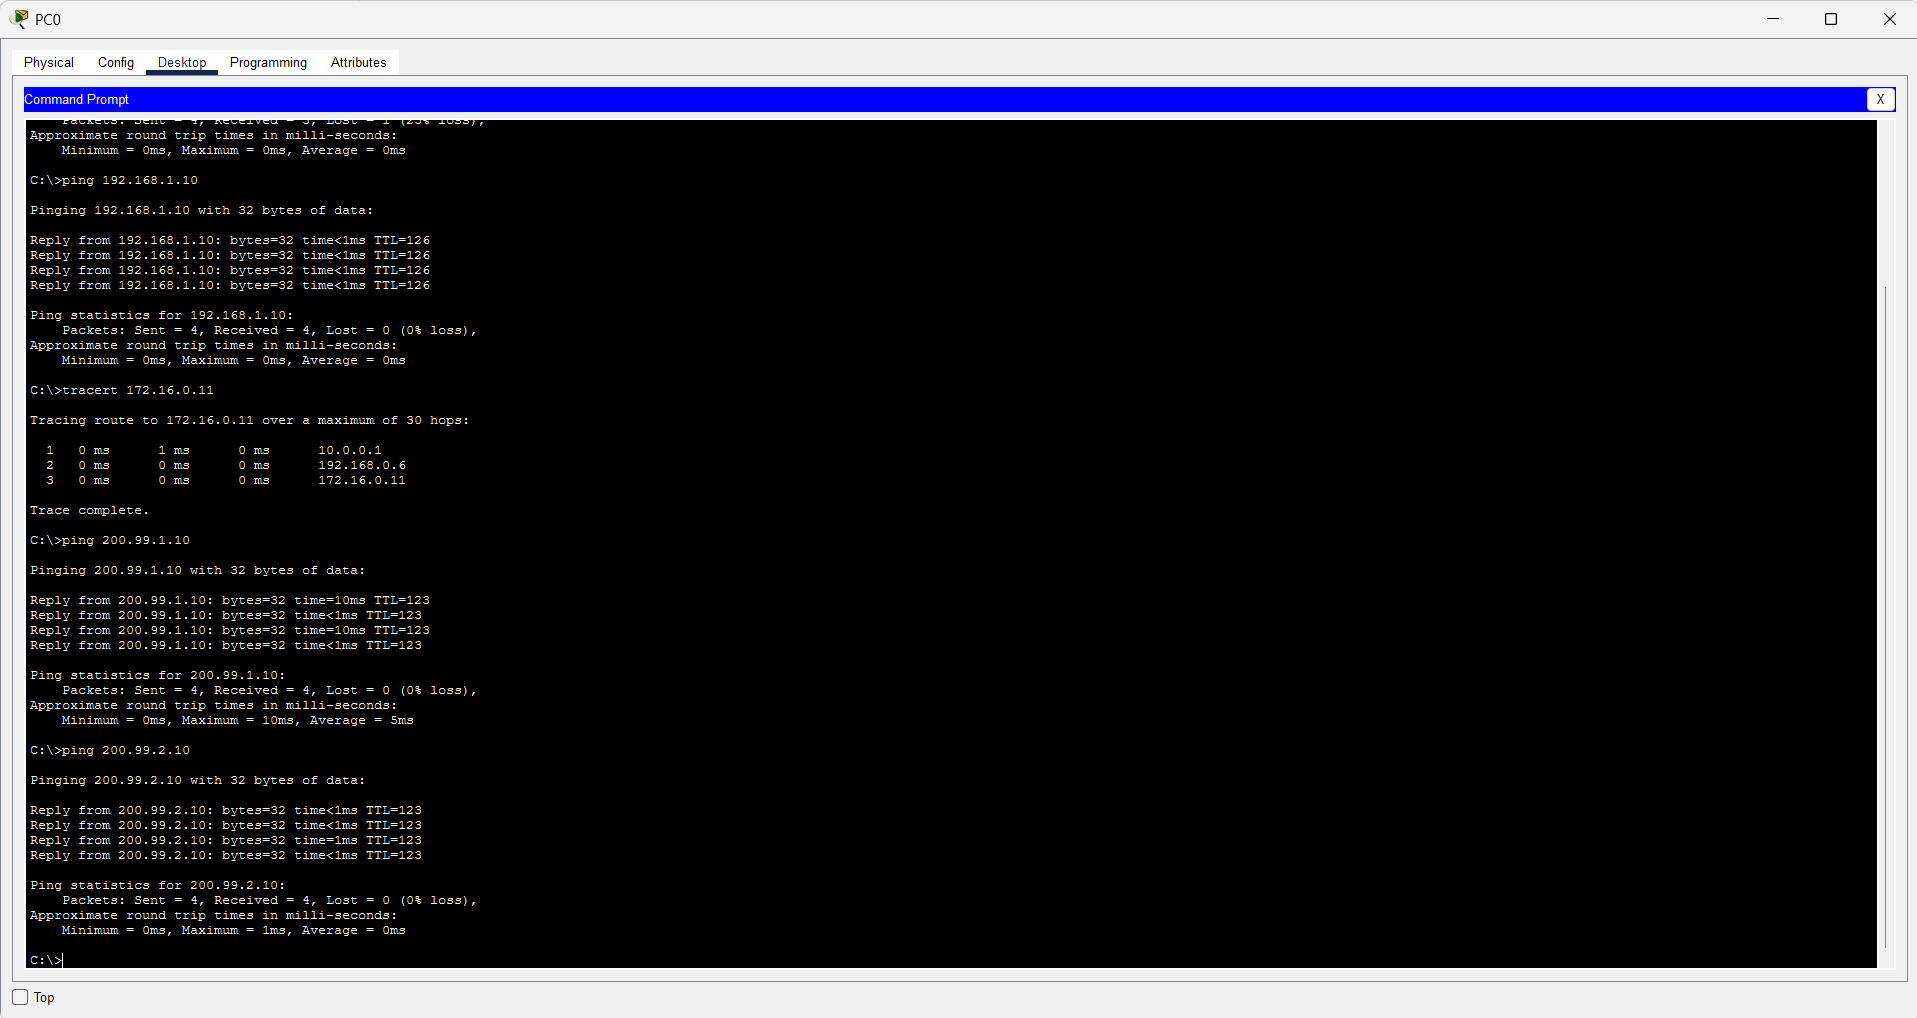 PC0
Physical Config Desktop Programming Attributes
Command Prompt X
Packets: Sent = 4, Received = 3, Lost = 1 (25% loss),
Approximate round trip times in milli-seconds:
Minimum = 0ms, Maximum = 0ms, Average = 0ms
C:\>ping 192.168.1.10
Pinging 192.168.1.10 with 32 bytes of data:
Reply from 192.168.1.10: bytes=32 time<1ms TTL=126
Reply from 192.168.1.10: bytes=32 time<1ms TTL=126
Reply from 192.168.1.10: bytes=32 time<1ms TTL=126
Reply from 192.168.1.10: bytes=32 time<1ms TTL=126
Ping statistics for 192.168.1.10:
Packets: Sent = 4, Received = 4, Lost = 0 (0% loss),
Approximate round trip times in milli-seconds:
Minimum = 0ms, Maximum = 0ms, Average = 0ms
C:\>tracert 172.16.0.11
Tracing route to 172.16.0.11 over a maximum of 30 hops:
1 0 ms 1 ms 0 ms 10.0.0.1
2 0 ms 0 ms 0 ms 192.168.0.6
3 0 ms 0 ms 0 ms 172.16.0.11
Trace complete.
C:\>ping 200.99.1.10
Pinging 200.99.1.10 with 32 bytes of data:
Reply from 200.99.1.10: bytes=32 time=10ms TTL=123
Reply from 200.99.1.10: bytes=32 time<1ms TTL=123
Reply from 200.99.1.10: bytes=32 time=10ms TTL=123
Reply from 200.99.1.10: bytes=32 time<1ms TTL=123
Ping statistics for 200.99.1.10:
Packets: Sent = 4, Received = 4, Lost = 0 (0% loss),
Approximate round trip times in milli-seconds:
Minimum = 0ms, Maximum = 10ms, Average = 5ms
C:\>ping 200.99.2.10
Pinging 200.99.2.10 with 32 bytes of data:
Reply from 200.99.2.10: bytes=32 time<1ms TTL=123
Reply from 200.99.2.10: bytes=32 time<1ms TTL=123
Reply from 200.99.2.10: bytes=32 time=1ms TTL=123
Reply from 200.99.2.10: bytes=32 time<1ms TTL=123
Ping statistics for 200.99.2.10:
Packets: Sent = 4, Received = 4, Lost = 0 (0% loss),
Approximate round trip times in milli-seconds:
Minimum = 0ms, Maximum = 1ms, Average = 0ms
C:\>
Top